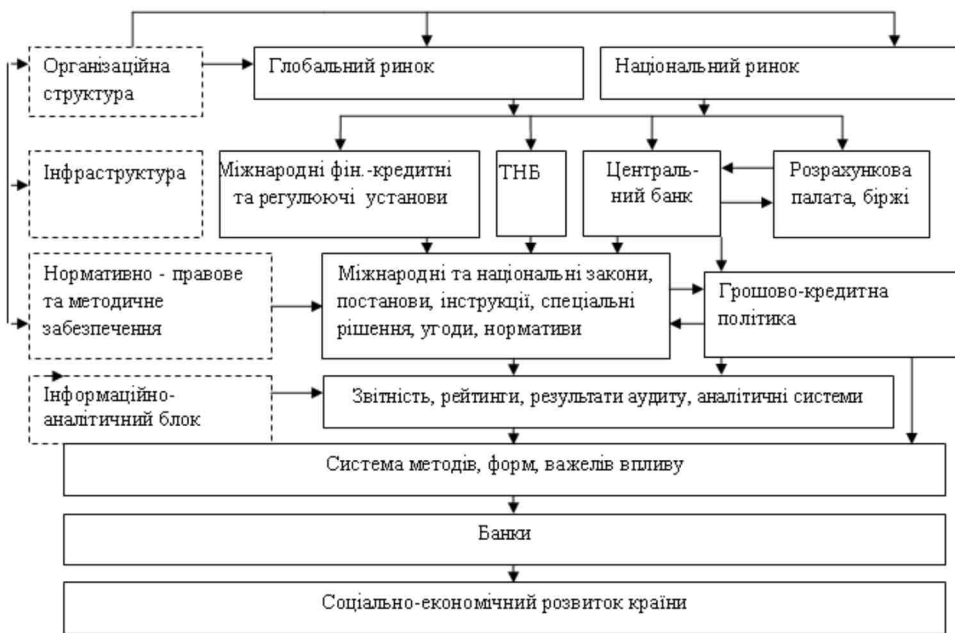 Організаційна
структура
Глобальний ринок
Національний ринок
Інфраструктура
Міжнародні фін.-кредитні
та регулюючі установи
ТНБ
Централь-
ний банк
Розрахункова
палата, біржі
Нормативно - правове
та методичне
забезпечення
Міжнародні та національні закони,
постанови, інструкції, спеціальні
рішення, угоди, нормативи
Грошово-кредитна
політика
Інформаційно-
аналітичний блок
Звітність, рейтинги, результати аудиту, аналітичні системи
Система методів, форм, важелів впливу
Банки
Соціально-економічний розвиток країни